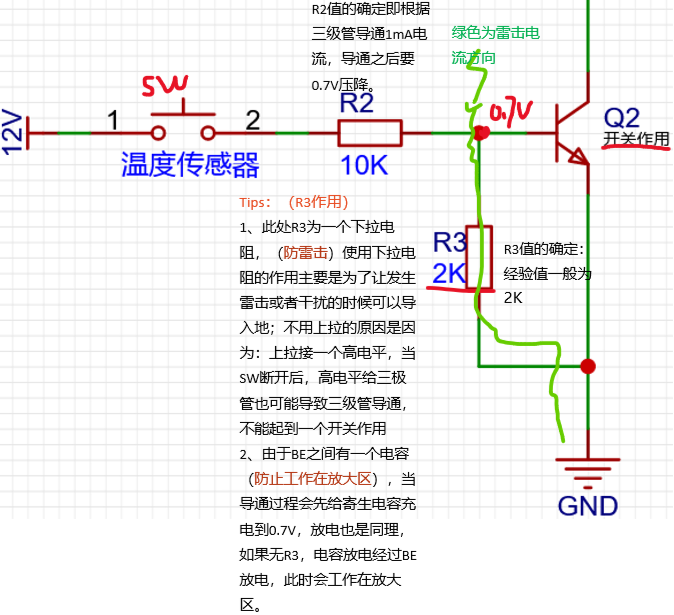 R2值的确定即根据
三级管导通1mA电
流，导通之后要
0.7V压降。
绿色为雷击电
流方向
SW
0.7V
12V
1
2
R2
10K
温度传感器
Q2
开关作用
Tips：（R3作用）
1、此处R3为一个下拉电
阻，（防雷击）使用下拉电
阻的作用主要是为了让发生
雷击或者干扰的时候可以导
入地；不用上拉的原因是因
为：上拉接一个高电平，当
SW断开后，高电平给三极
管也可能导致三级管导通，
不能起到一个开关作用
2、由于BE之间有一个电容
（防止工作在放大区），当
导通过程会先给寄生电容充
电到0.7V，放电也是同理，
如果无R3，电容放电经过BE
放电，此时会工作在放大
区。
R3
2K
R3值的确定：
经验值一般为
2K
GND